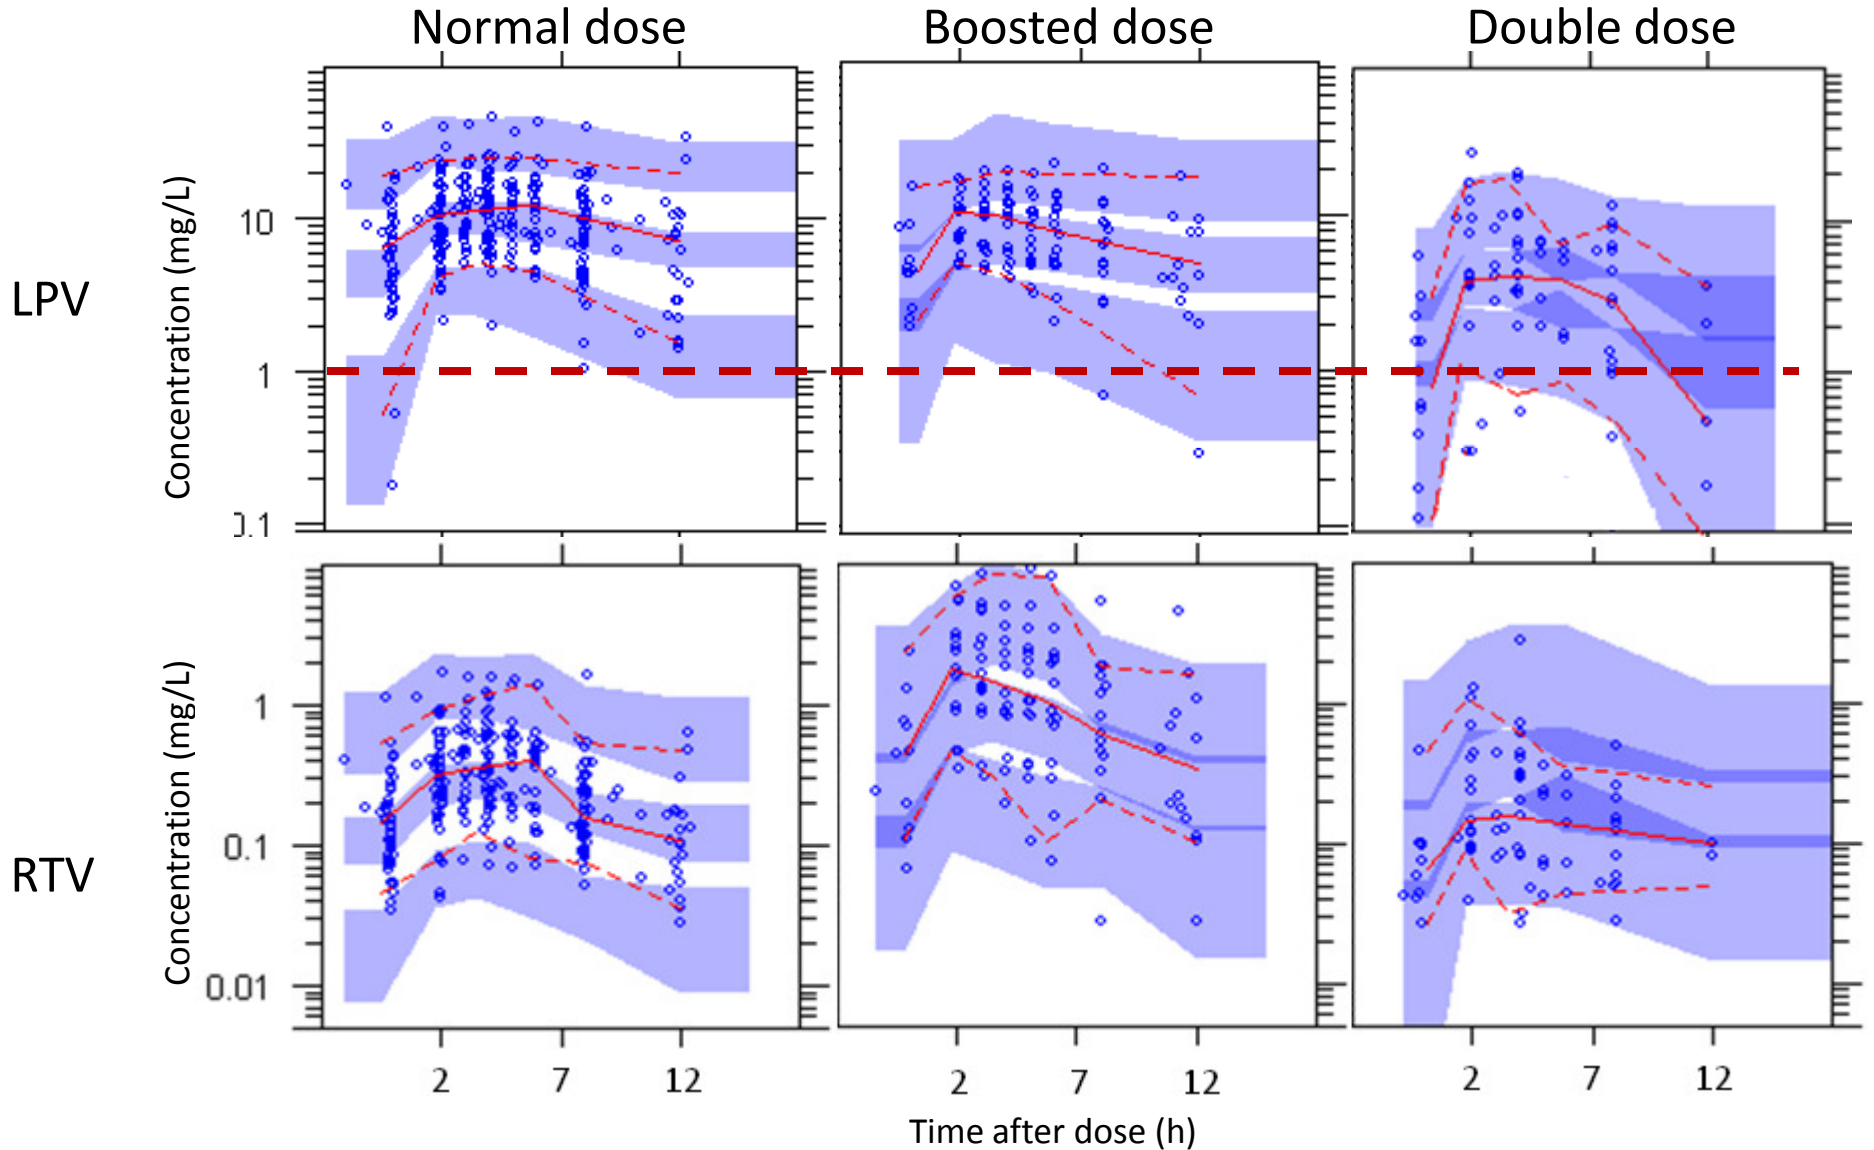 Normal dose Boosted dose Double dose
LPV
Concentration (mg/L)
10
1
0.1
RTV
Concentration (mg/L)
1
0.1
0.01
2 7 12 2 7 12 2 7 12
Time after dose (h)